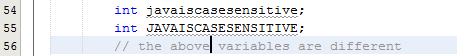 54 int javaiscasesensitive;
55 int JAVAISCASESENSITIVE;
56 // the above variables are different